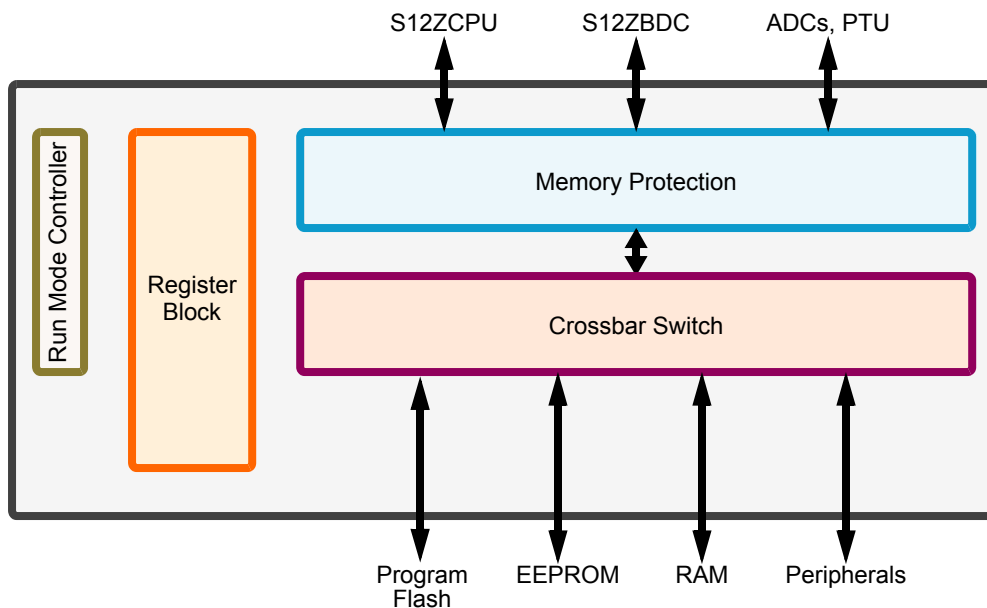 S12ZCPU
S12ZBDC
ADCs, PTU
Run Mode Controller
Register
Block
Memory Protection
Crossbar Switch
Program
Flash
EEPROM
RAM
Peripherals